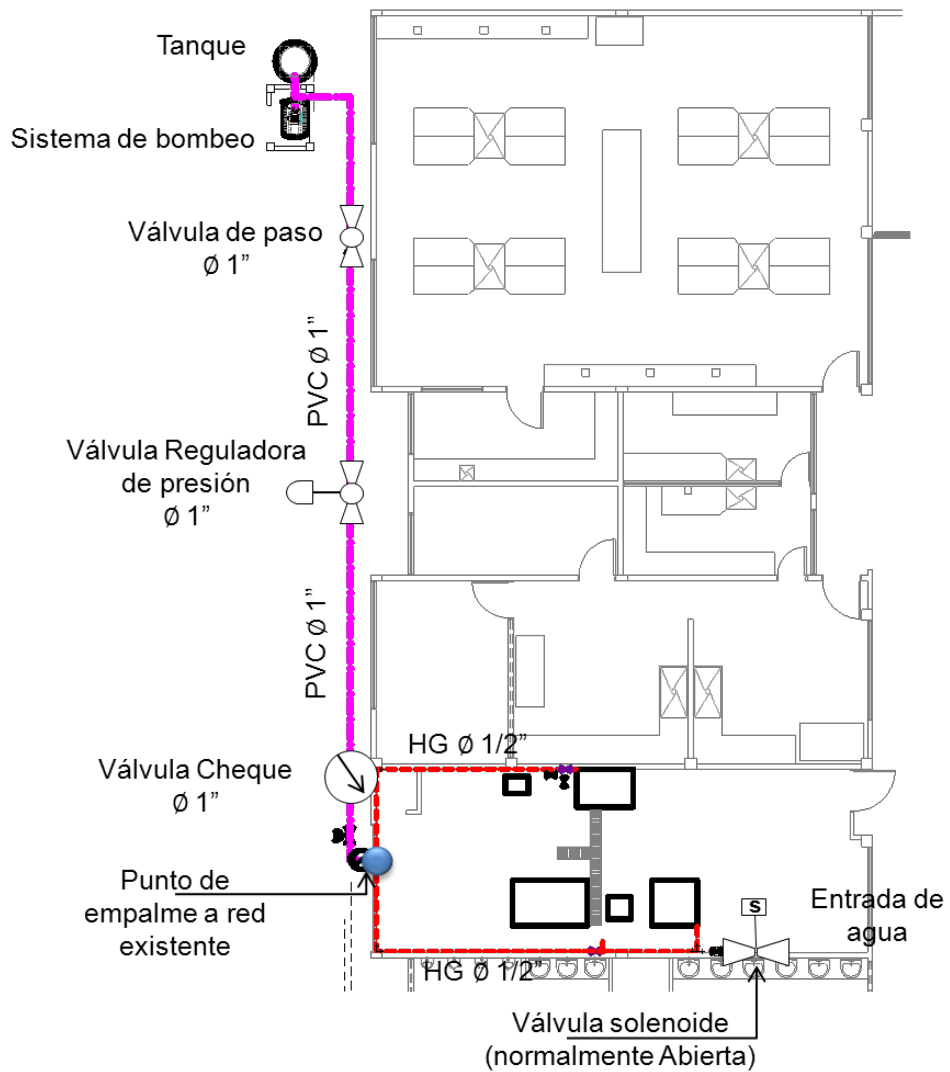 Tanque
Sistema de bombeo
Válvula de paso
Ø 1”
PVC Ø 1”
Válvula Reguladora
de presión
Ø 1”
PVC Ø 1”
HG Ø 1/2”
Válvula Cheque
Ø 1”
Punto de
empalme a red
existente
S
Entrada de
agua
HG Ø 1/2”
Válvula solenoide
(normalmente Abierta)